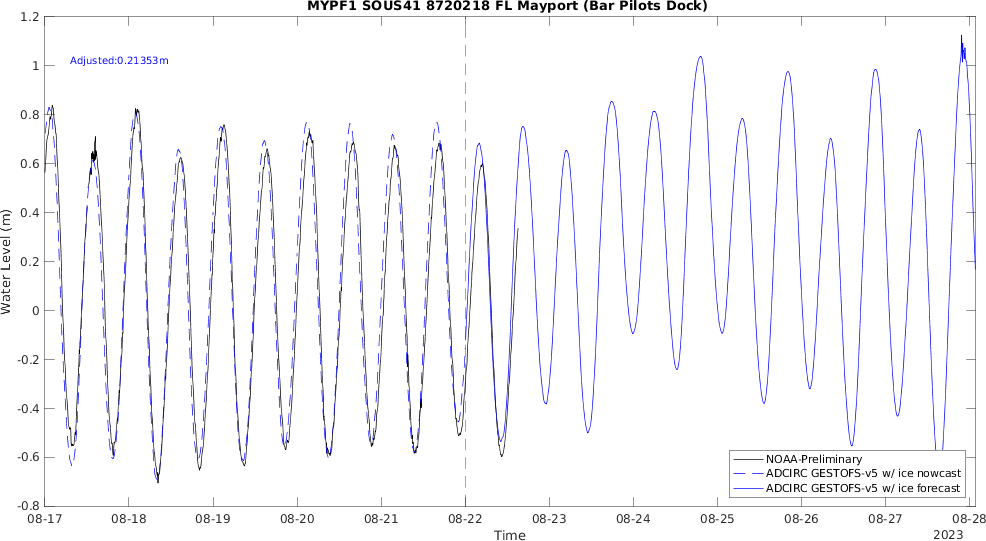 MYPF1 SOUS41 8720218 FL Mayport (Bar Pilots Dock)
1.2
1
0.8
0.6
0.4
0.2
0
-0.2
-0.4
-0.6
-0.8
Water Level (m)
Adjusted:0.21353m
NOAA-Preliminary
ADCIRC GESTOFS-v5 w/ ice nowcast
ADCIRC GESTOFS-v5 w/ ice forecast
08-17 08-18 08-19 08-20 08-21 08-22 08-23 08-24 08-25 08-26 08-27 08-28
Time
2023